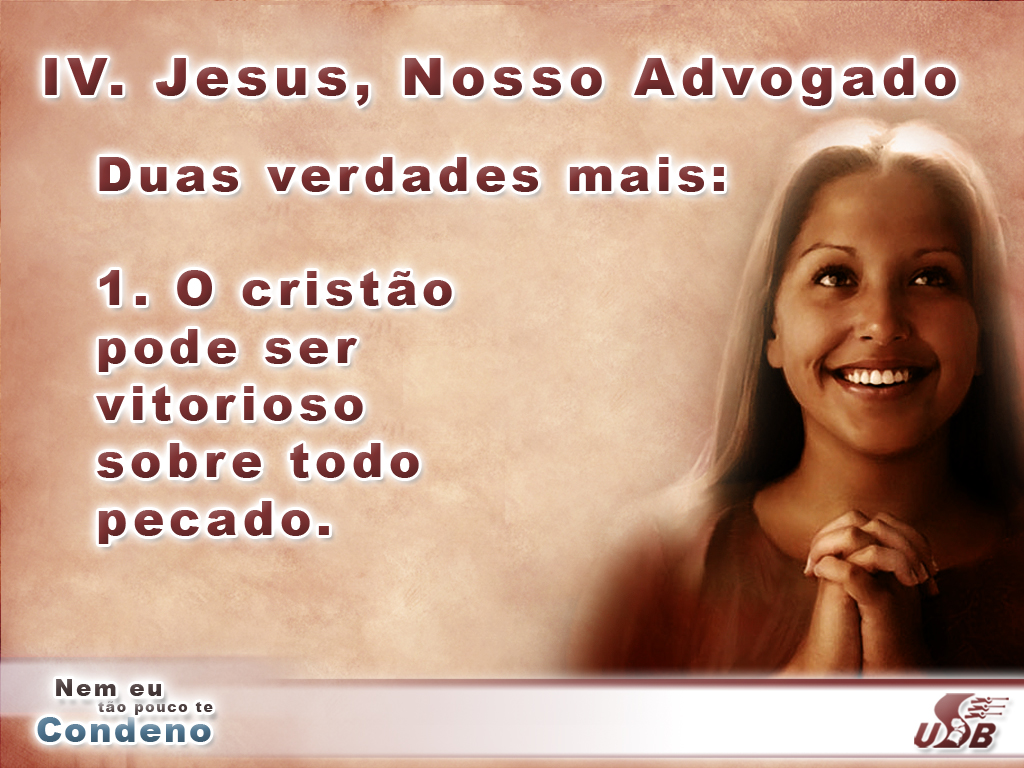 IV. Jesus, Nosso Advogado
Duas verdades mais:
1. O cristão
pode ser
vitorioso
sobre todo
pecado.
Nem eu
tão pouco te
Condeno
USB